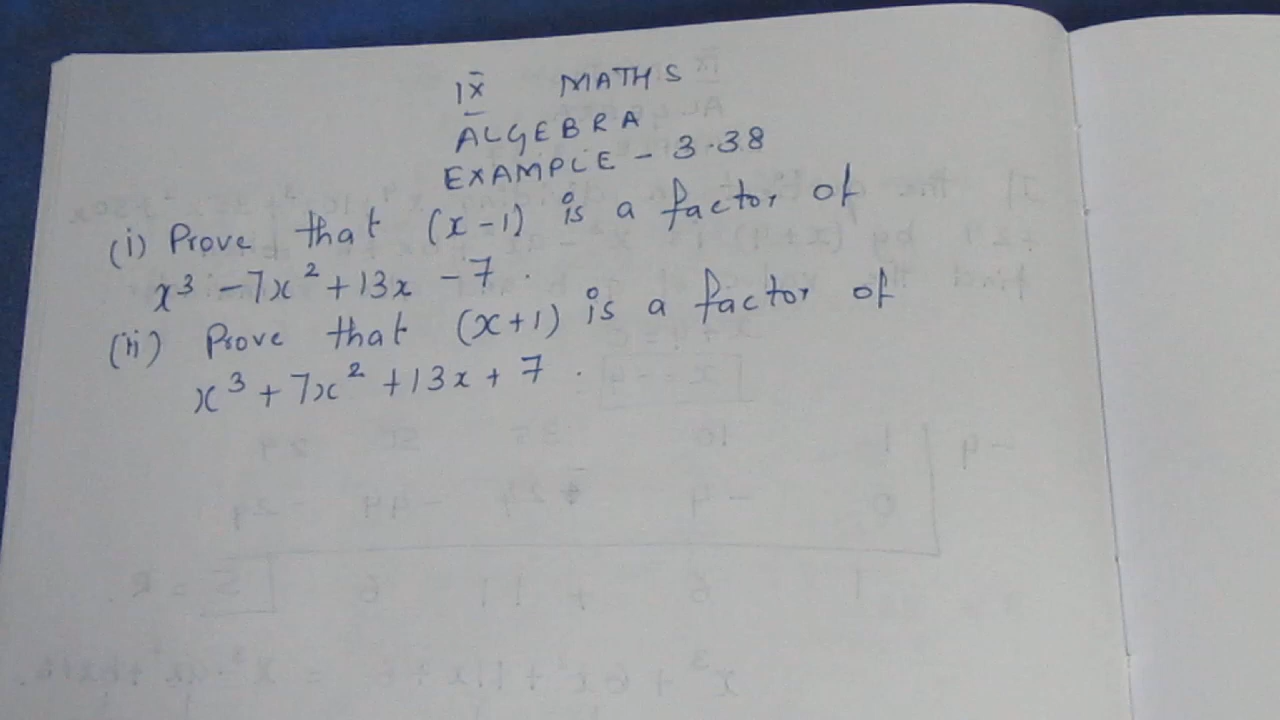 IX MATHS
ALGEBRA
EXAMPLE - 3.38
(i) Prove that (x-1) is a factor of
x³ - 7x² + 13x - 7.
(ii) Prove that (x+1) is a factor of
x³ + 7x² + 13x + 7.